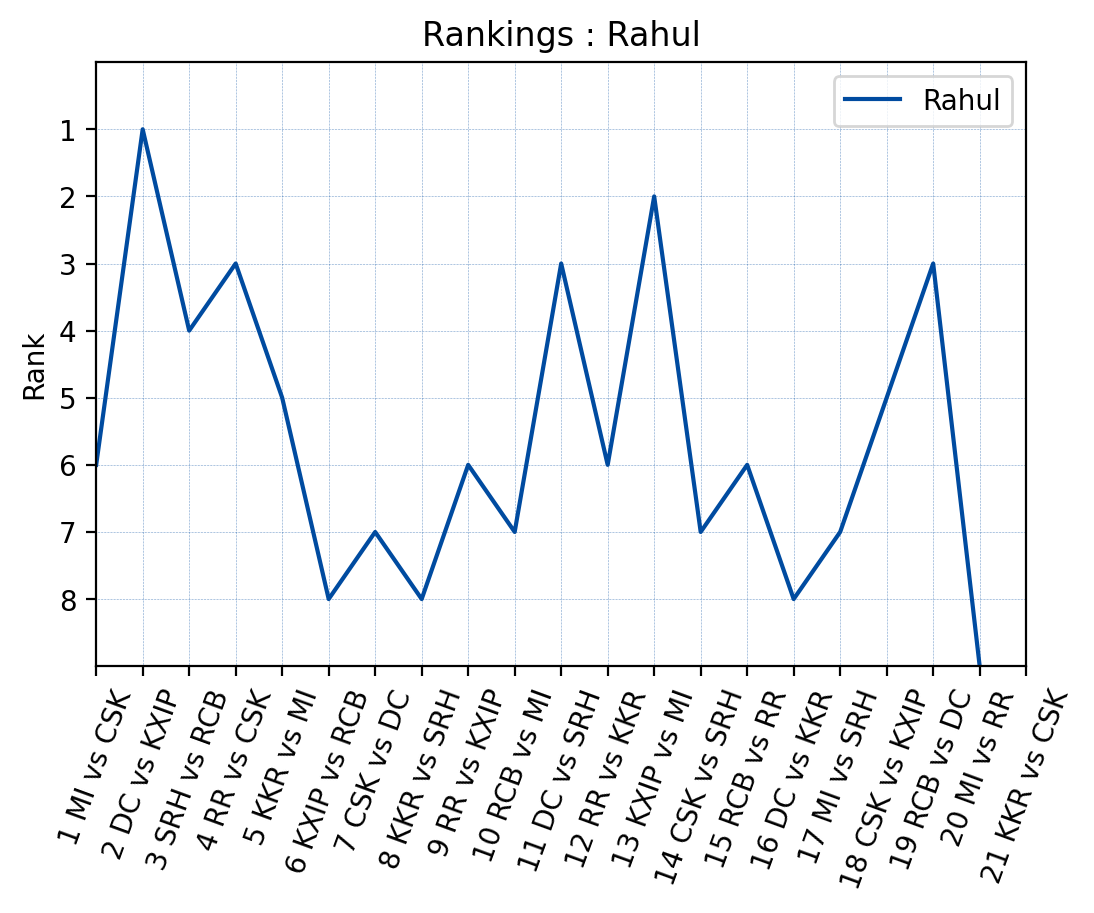 Rankings : Rahul
Rahul
Rank
1
2
3
4
5
6
7
8
1 MI vs CSK
2 DC vs KXIP
3 SRH vs RCB
4 RR vs CSK
5 KKR vs MI
6 KXIP vs RCB
7 CSK vs DC
8 KKR vs SRH
9 RR vs KXIP
10 RCB vs MI
11 DC vs SRH
12 RR vs KKR
13 KXIP vs MI
14 CSK vs SRH
15 RCB vs RR
16 DC vs KKR
17 MI vs SRH
18 CSK vs KXIP
19 RCB vs DC
20 MI vs RR
21 KKR vs CSK